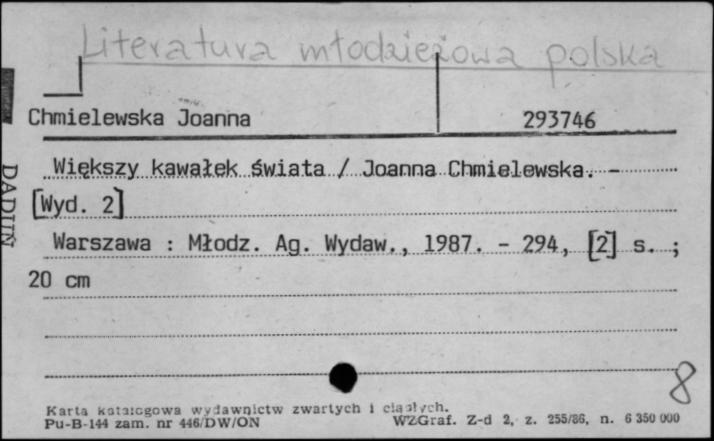 Literatura młodzieżowa polska
Chmielewska Joanna 293746
Większy kawałek świata / Joanna Chmielewska. -
[Wyd. 2]
Warszawa : Młodz. Ag. Wydaw., 1987. - 294, [2] s. ;
20 cm
8
Karta katalogowa wydawnictw zwartych i ciągłych.
Pu-B-144 zam. nr 446/DW/ON WZGraf. Z-d 2, z. 255/86, n. 6 350 000